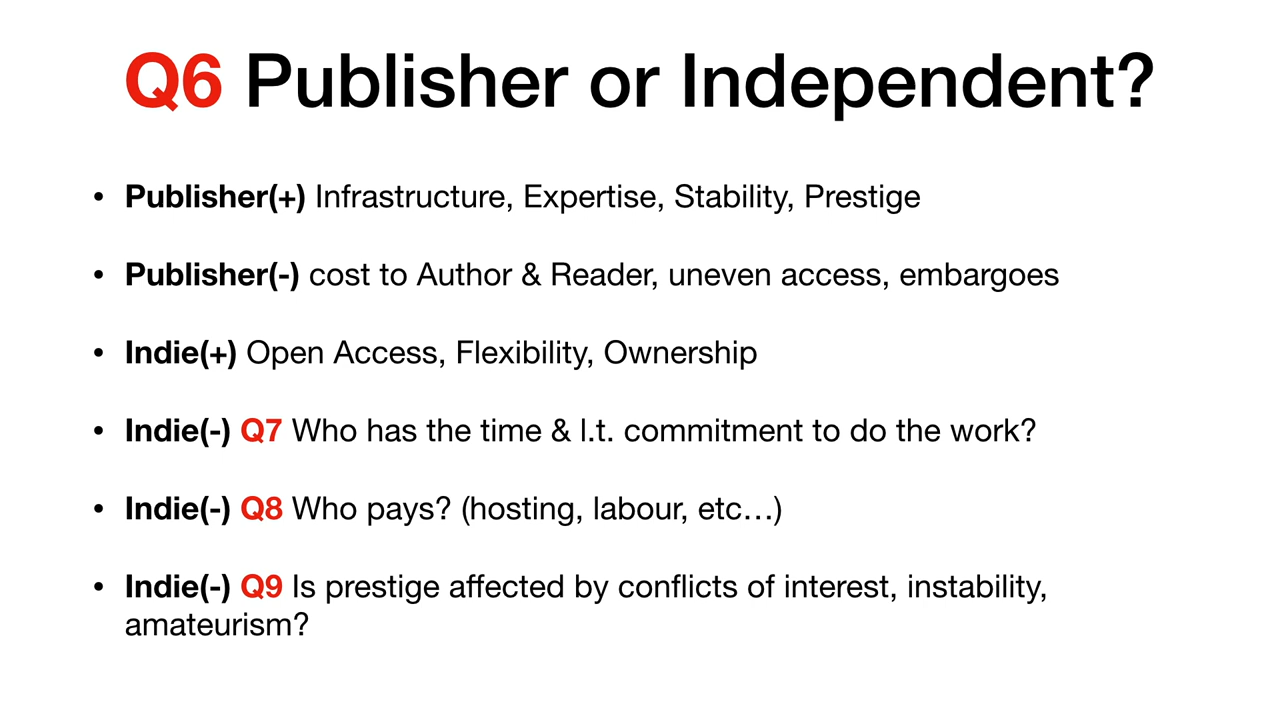 Q6 Publisher or Independent?
• Publisher(+) Infrastructure, Expertise, Stability, Prestige
• Publisher(-) cost to Author & Reader, uneven access, embargoes
• Indie(+) Open Access, Flexibility, Ownership
• Indie(-) Q7 Who has the time & l.t. commitment to do the work?
• Indie(-) Q8 Who pays? (hosting, labour, etc…)
• Indie(-) Q9 Is prestige affected by conflicts of interest, instability,
amateurism?